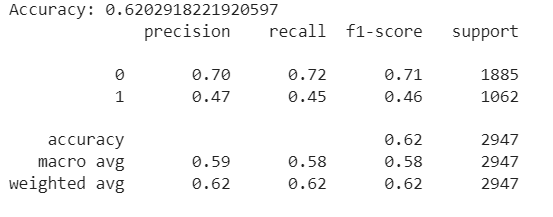 Accuracy: 0.6202918221920597
precision recall f1-score support
0 0.70 0.72 0.71 1885
1 0.47 0.45 0.46 1062
accuracy 0.62 2947
macro avg 0.59 0.58 0.58 2947
weighted avg 0.62 0.62 0.62 2947